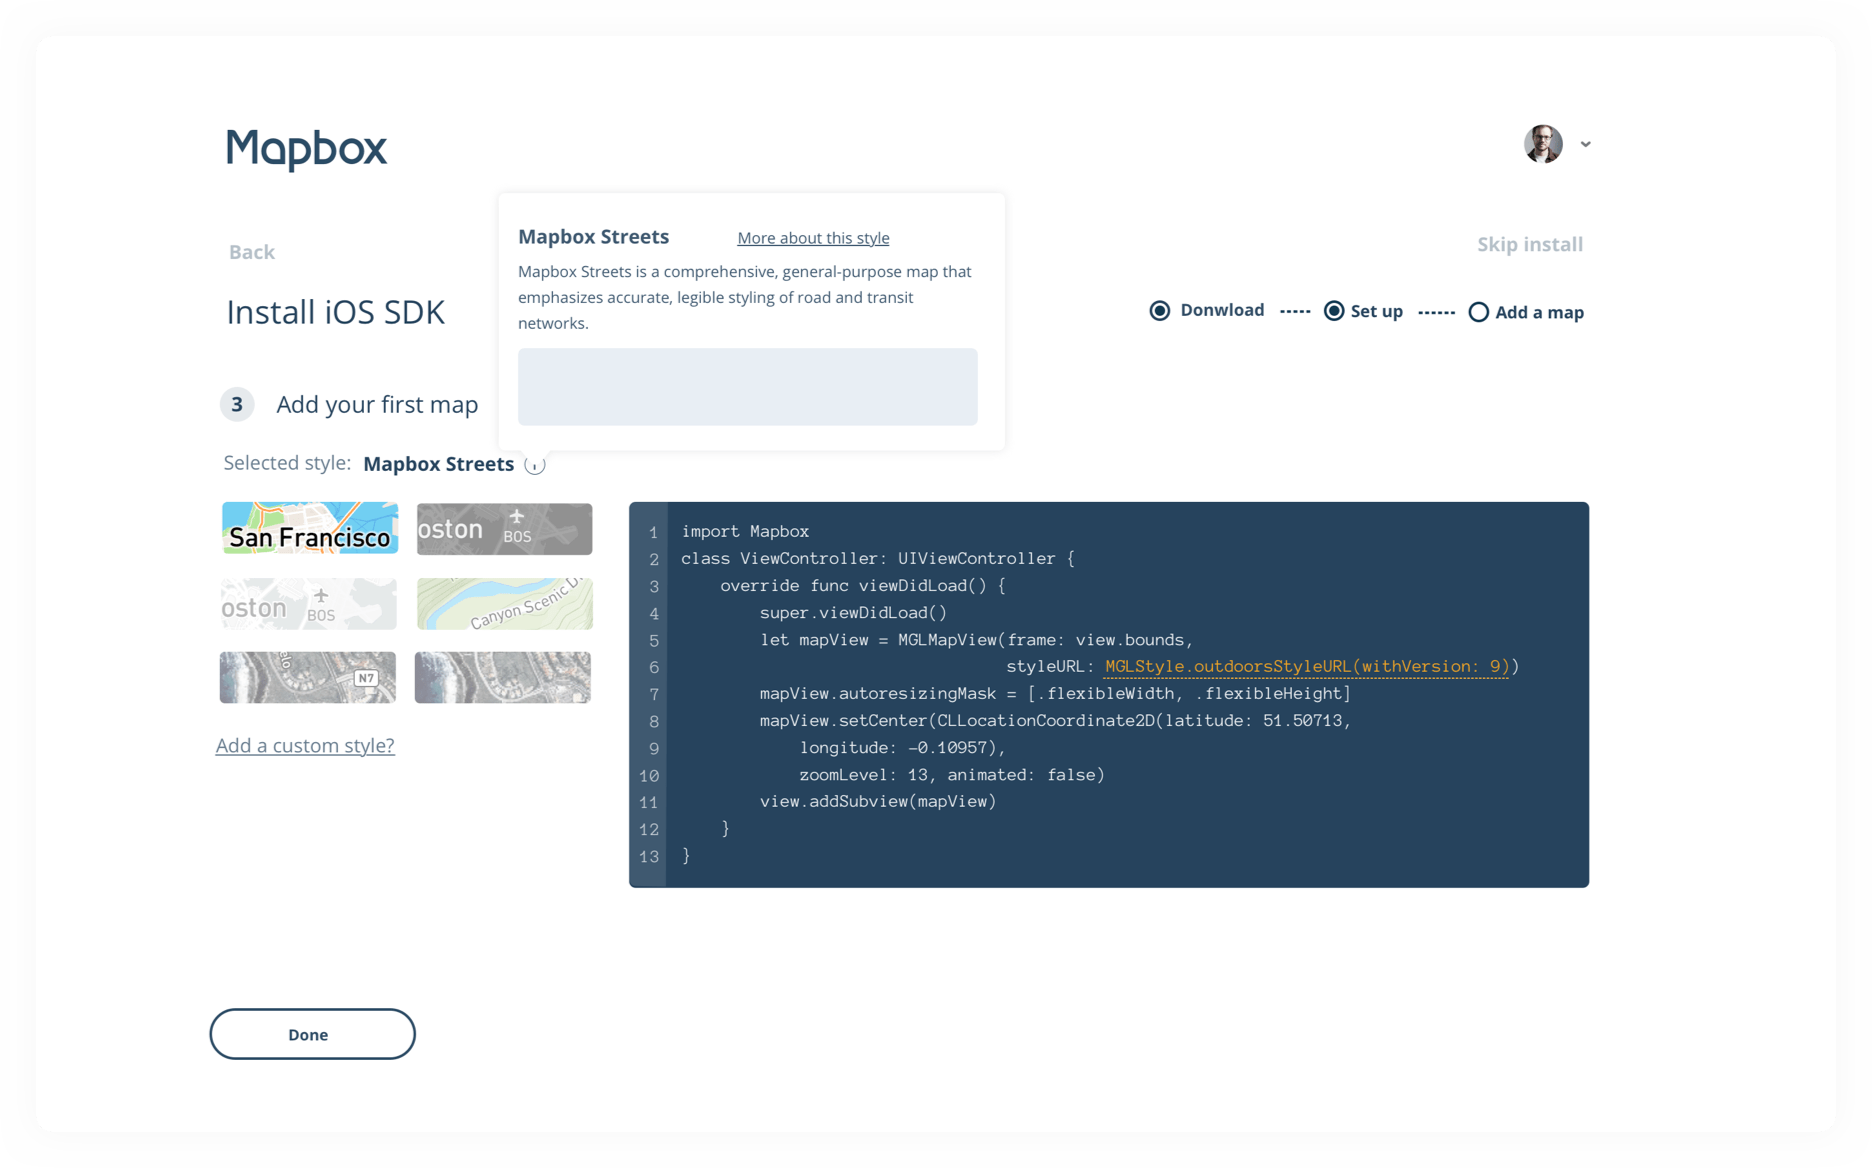 Mapbox
Mapbox Streets
More about this style
Mapbox Streets is a comprehensive, general-purpose map that
emphasizes accurate, legible styling of road and transit
networks.
Back
Skip install
Install iOS SDK
Donwload
Set up
Add a map
3
Add your first map
Selected style: Mapbox Streets
San Francisco
oston
BOS
oston
BOS
Canyon Scenic D
elo
N7
Add a custom style?
1 import Mapbox
2 class ViewController: UIViewController {
3 override func viewDidLoad() {
4 super.viewDidLoad()
5 let mapView = MGLMapView(frame: view.bounds,
6 styleURL: MGLStyle.outdoorsStyleURL(withVersion: 9))
7 mapView.autoresizingMask = [.flexibleWidth, .flexibleHeight]
8 mapView.setCenter(CLLocationCoordinate2D(latitude: 51.50713,
9 longitude: -0.10957),
10 zoomLevel: 13, animated: false)
11 view.addSubview(mapView)
12 }
13 }
Done